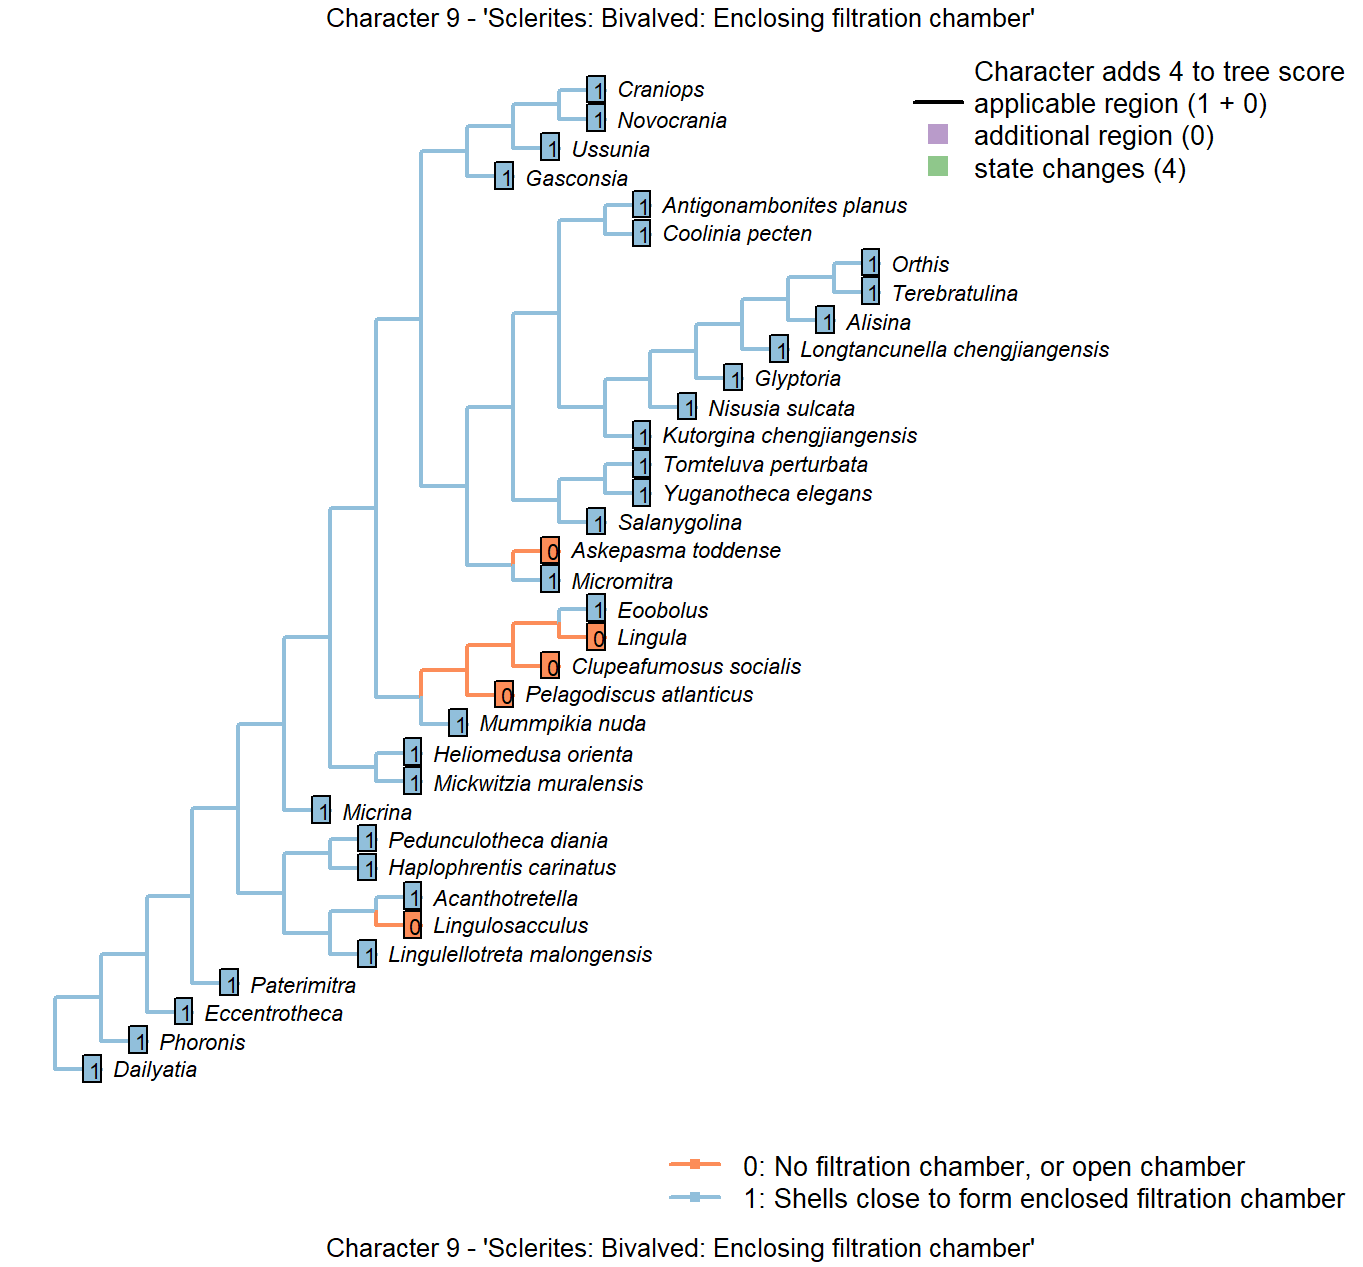 Character 9 - 'Sclerites: Bivalved: Enclosing filtration chamber'
Character adds 4 to tree score
applicable region (1 + 0)
additional region (0)
state changes (4)
1 Craniops
1 Novocrania
1 Ussunia
1 Gasconsia
1 Antigonambonites planus
1 Coolinia pecten
1 Orthis
1 Terebratulina
1 Alisina
1 Longtancunella chengjiangensis
1 Glyptoria
1 Nisusia sulcata
1 Kutorgina chengjiangensis
1 Tomteluva perturbata
1 Yuganotheca elegans
1 Salanygolina
0 Askepasma toddense
1 Micromitra
1 Eoobolus
0 Lingula
0 Clupeafumosus socialis
0 Pelagodiscus atlanticus
1 Mummpikia nuda
1 Heliomedusa orienta
1 Mickwitzia muralensis
1 Micrina
1 Pedunculotheca diania
1 Haplophrentis carinatus
1 Acanthotretella
0 Lingulosacculus
1 Lingulellotreta malongensis
1 Paterimitra
1 Eccentrotheca
1 Phoronis
1 Dailyatia
0: No filtration chamber, or open chamber
1: Shells close to form enclosed filtration chamber
Character 9 - 'Sclerites: Bivalved: Enclosing filtration chamber'